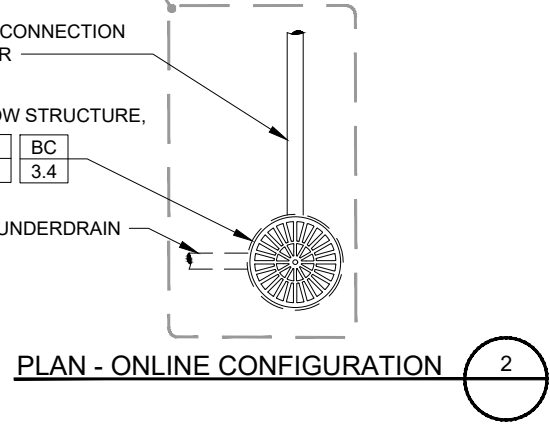 CONNECTION
R
OW STRUCTURE,
BC
3.4
UNDERDRAIN
PLAN - ONLINE CONFIGURATION
2